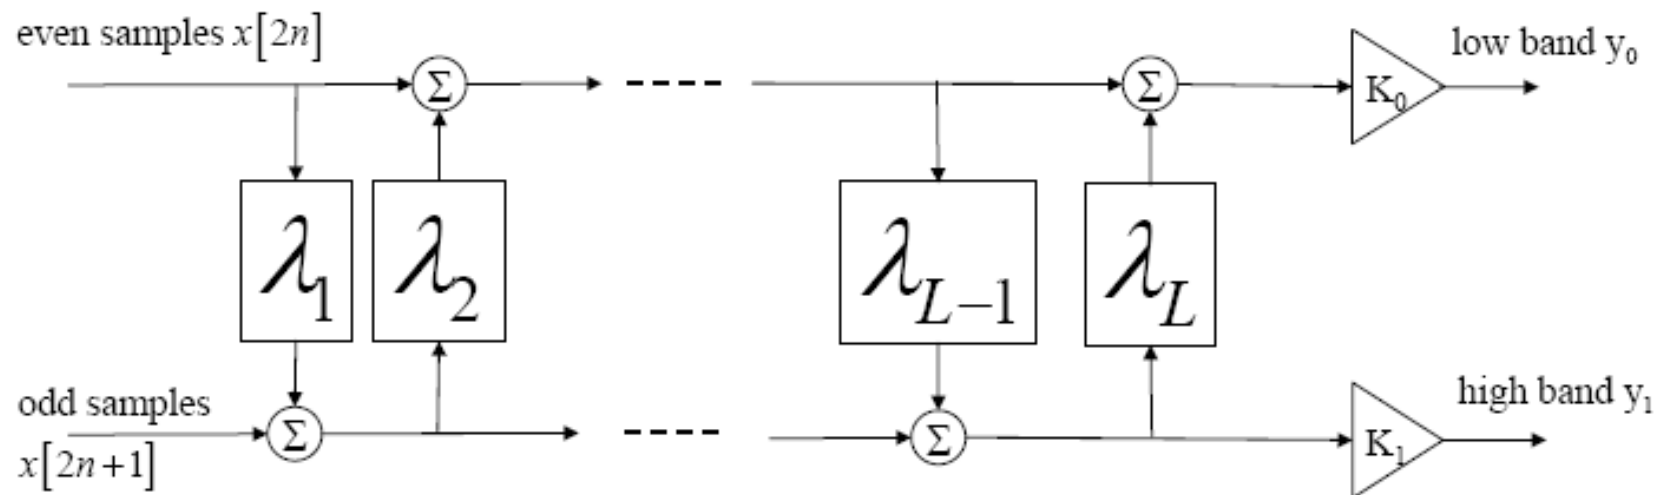 even samples x[2n]
low band y₀
Σ
Σ
K₀
λ₁
λ₂
λ_{L-1}
λ_L
odd samples
x[2n+1]
Σ
Σ
K₁
high band y₁